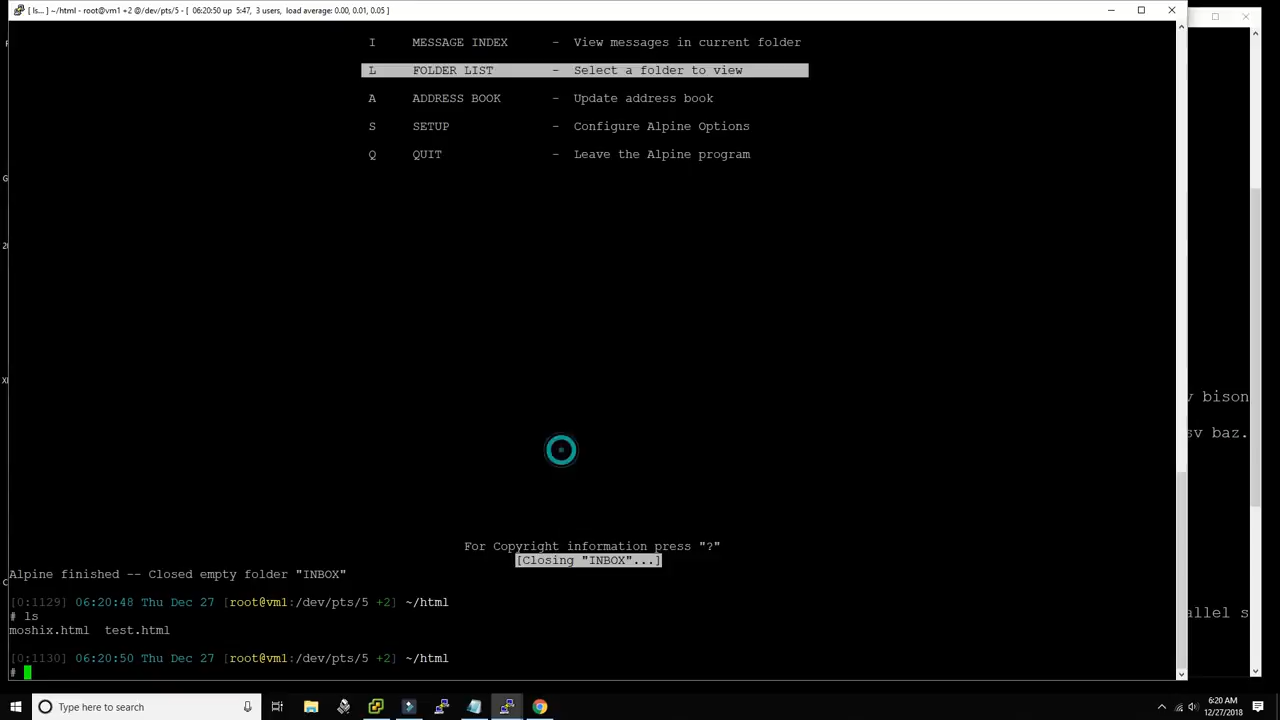 [ ls... ] ~/html - root@vm1 +2 @/dev/pts/5 - [ 06:20:50 up 5:47, 3 users, load average: 0.00, 0.01, 0.05 ]
I MESSAGE INDEX - View messages in current folder
L FOLDER LIST - Select a folder to view
A ADDRESS BOOK - Update address book
S SETUP - Configure Alpine Options
Q QUIT - Leave the Alpine program
v bison
sv baz.
For Copyright information press "?"
[Closing "INBOX"...]
Alpine finished -- Closed empty folder "INBOX"
[0:1129] 06:20:48 Thu Dec 27 [root@vm1:/dev/pts/5 +2] ~/html
# ls
allel s
moshix.html test.html
[0:1130] 06:20:50 Thu Dec 27 [root@vm1:/dev/pts/5 +2] ~/html
#
Type here to search
6:20 AM
12/27/2018